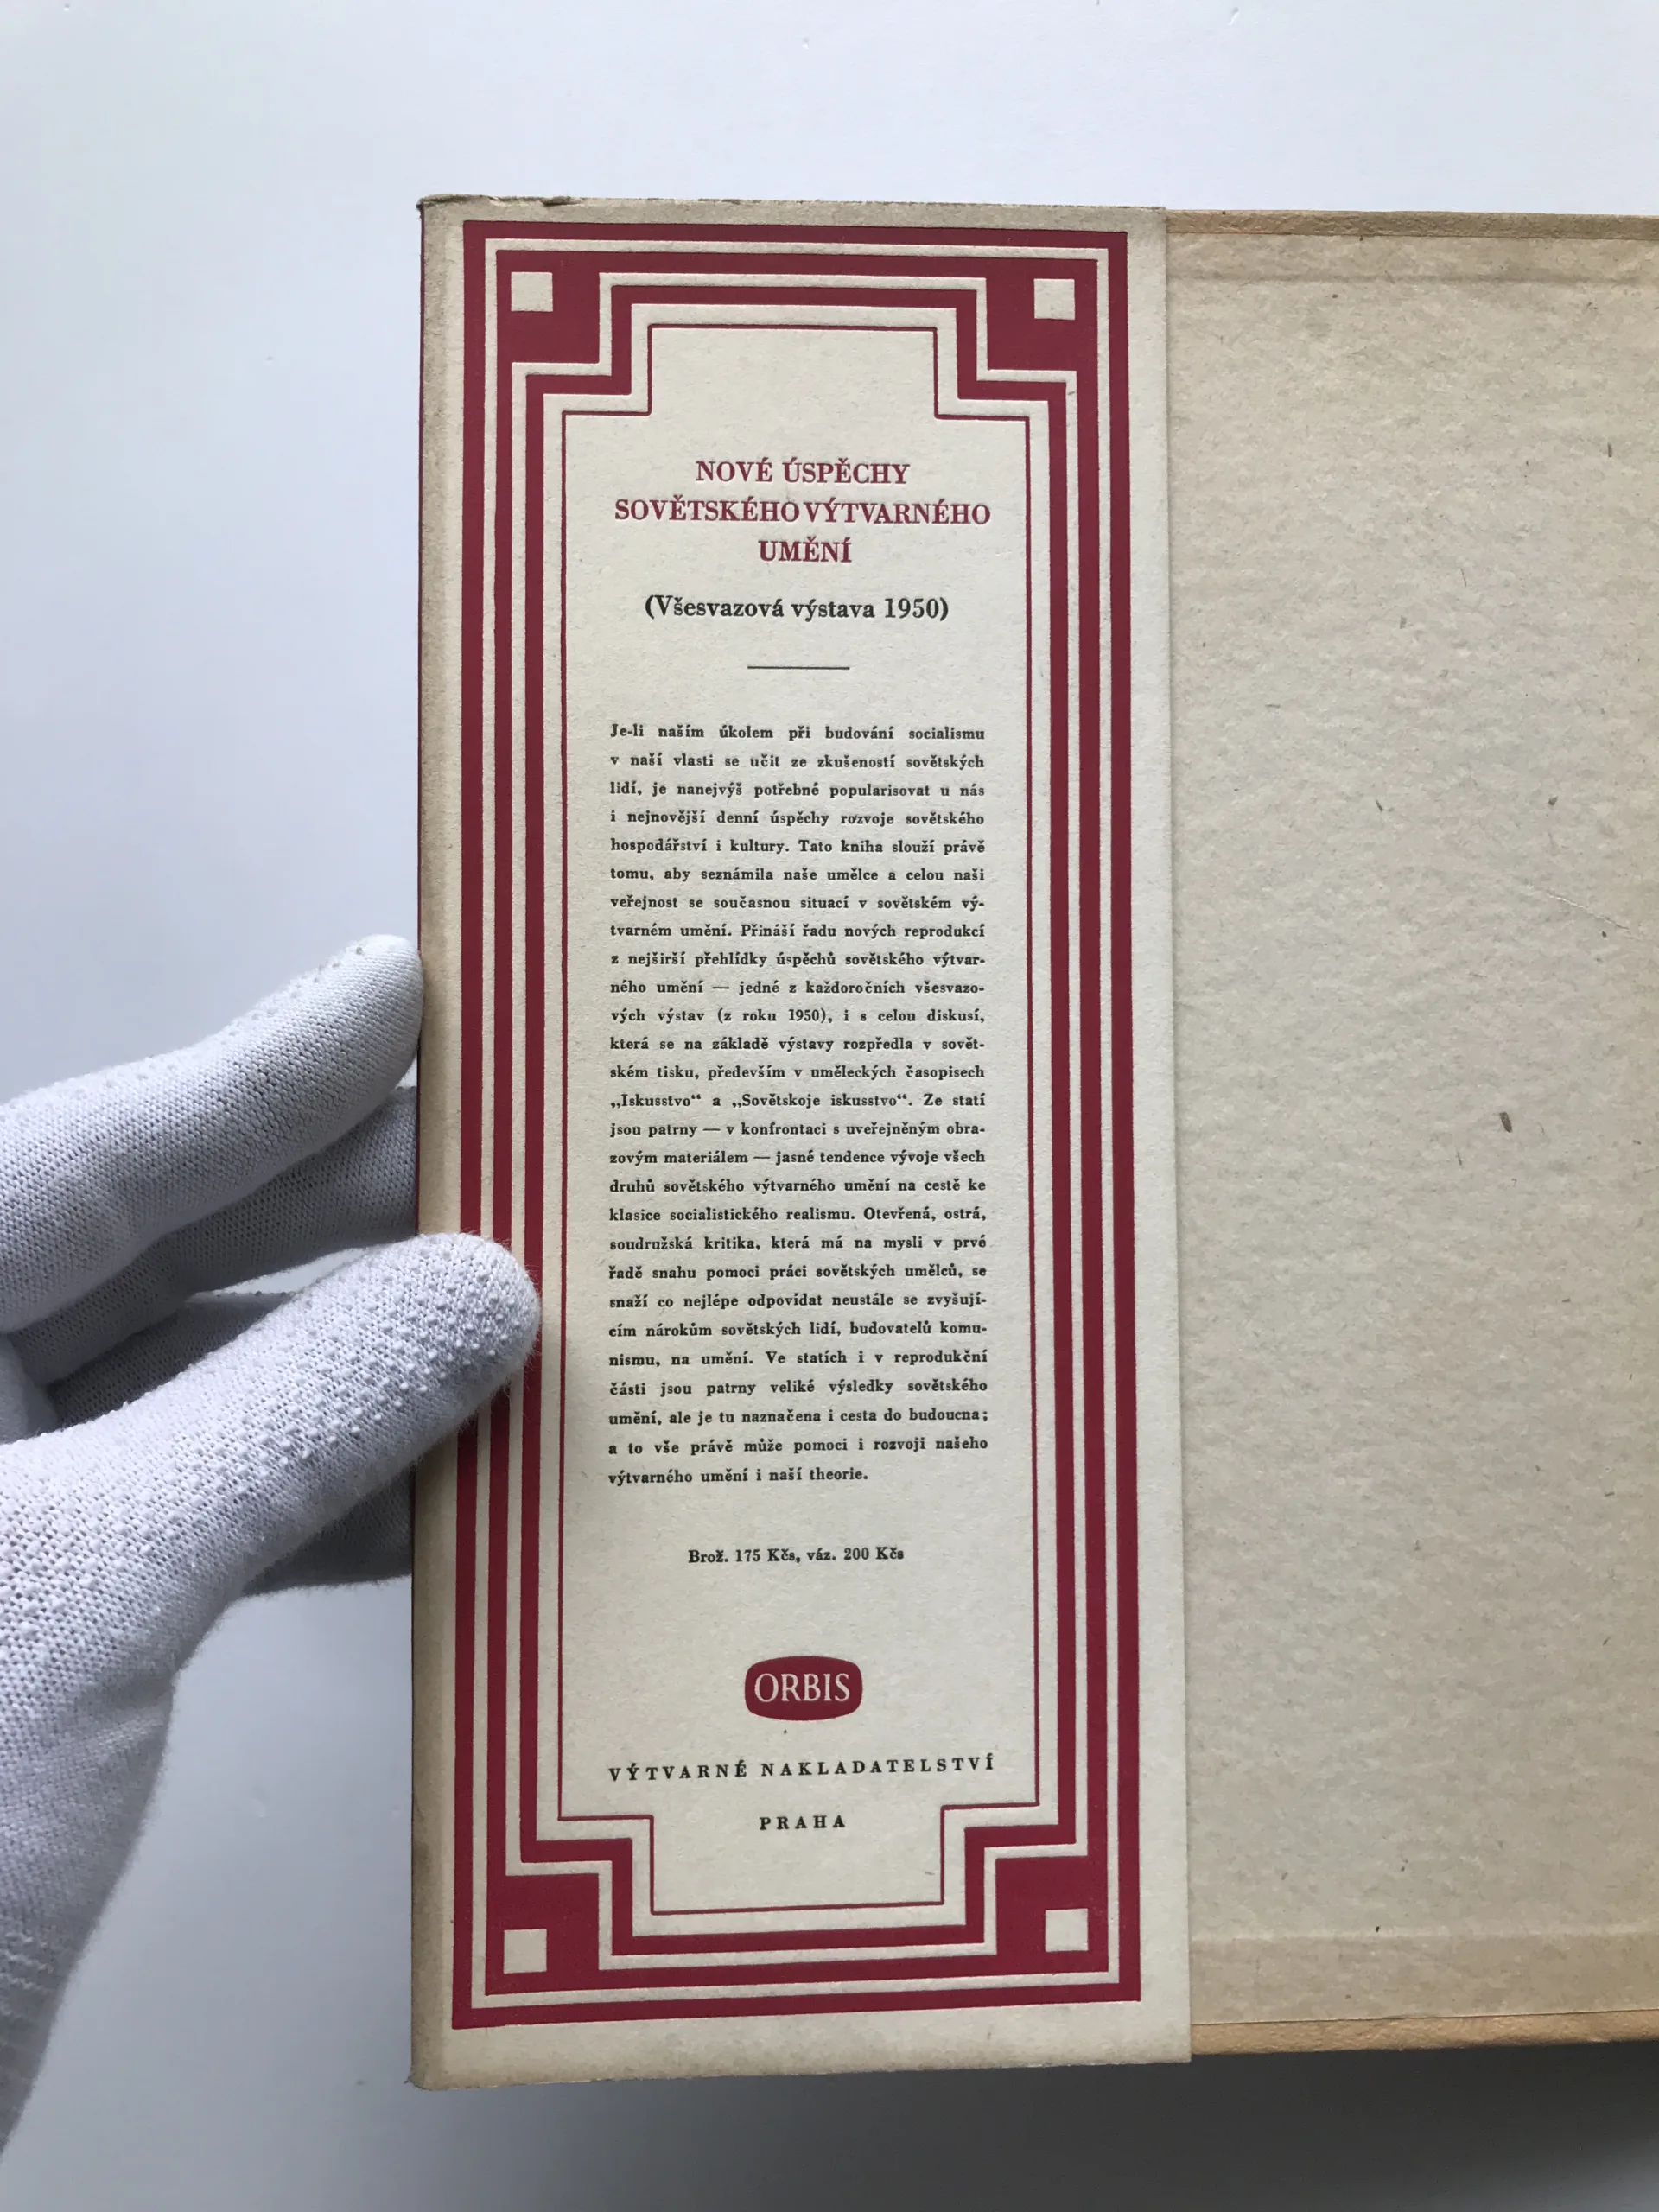 NOVÉ ÚSPĚCHY
SOVĚTSKÉHO VÝTVARNÉHO
UMĚNÍ
(Všesvazová výstava 1950)
Je-li naším úkolem při budování socialismu
v naší vlasti se učit ze zkušeností sovětských
lidí, je nanejvýš potřebné popularisovat u nás
i nejnovější denní úspěchy rozvoje sovětského
hospodářství i kultury. Tato kniha slouží právě
tomu, aby seznámila naše umělce a celou naši
veřejnost se současnou situací v sovětském vý-
tvarném umění. Přináší řadu nových reprodukcí
z nejširší přehlídky úspěchů sovětského výtvar-
ného umění — jedné z každoročních všesvazo-
vých výstav (z roku 1950), i s celou diskusí,
která se na základě výstavy rozpředla v sovět-
ském tisku, především v uměleckých časopisech
„Iskusstvo“ a „Sovětskoje iskusstvo“. Ze statí
jsou patrny — v konfrontaci s uveřejněným obra-
zovým materiálem — jasné tendence vývoje všech
druhů sovětského výtvarného umění na cestě ke
klasice socialistického realismu. Otevřená, ostrá,
soudružská kritika, která má na mysli v prvé
řadě snahu pomoci práci sovětských umělců, se
snaží co nejlépe odpovídat neustále se zvyšují-
cím nárokům sovětských lidí, budovatelů komu-
nismu, na umění. Ve statích i v reprodukční
části jsou patrny veliké výsledky sovětského
umění, ale je tu naznačena i cesta do budoucna;
a to vše právě může pomoci i rozvoji našeho
výtvarného umění i naší theorie.
Brož. 175 Kčs, váz. 200 Kčs
ORBIS
VÝTVARNÉ NAKLADATELSTVÍ
PRAHA